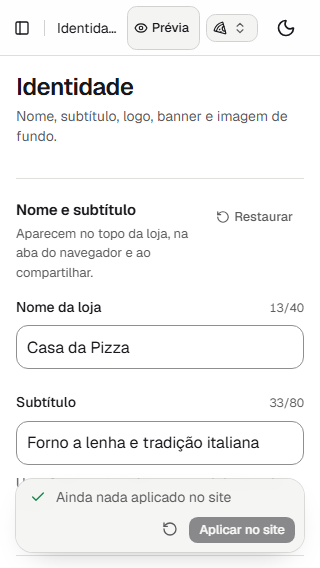 Identida...
Prévia
Identidade
Nome, subtítulo, logo, banner e imagem de
fundo.
Nome e subtítulo
Restaurar
Aparecem no topo da loja, na
aba do navegador e ao
compartilhar.
Nome da loja
13/40
Casa da Pizza
Subtítulo
33/80
Forno a lenha e tradição italiana
Ainda nada aplicado no site
Aplicar no site